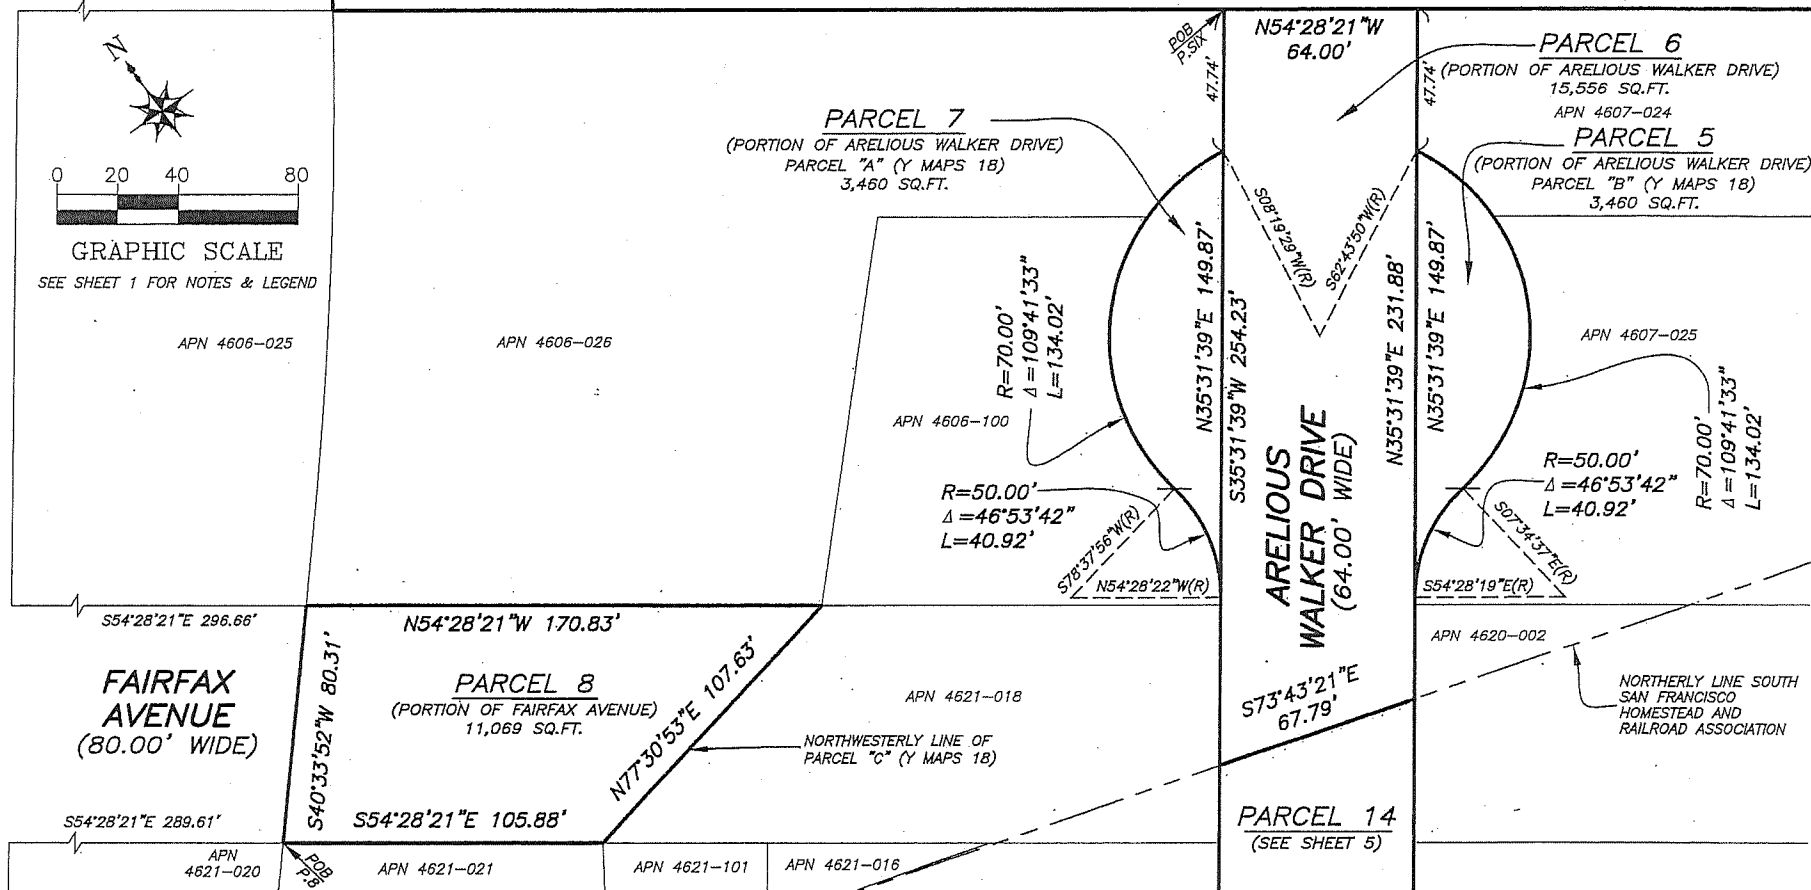 N
0 20 40 80
GRAPHIC SCALE
SEE SHEET 1 FOR NOTES & LEGEND
APN 4606-025
APN 4606-026
PARCEL 7
(PORTION OF ARELIOUS WALKER DRIVE)
PARCEL "A" (Y MAPS 18)
3,460 SQ.FT.
POB
P.SIX
N54°28'21"W
64.00'
47.74'
47.74'
PARCEL 6
(PORTION OF ARELIOUS WALKER DRIVE)
15,556 SQ.FT.
APN 4607-024
PARCEL 5
(PORTION OF ARELIOUS WALKER DRIVE)
PARCEL "B" (Y MAPS 18)
3,460 SQ.FT.
S08°19'29"W(R)
S62°43'50"W(R)
N35°31'39"E 149.87'
S35°31'39"W 254.23'
N35°31'39"E 231.88'
N35°31'39"E 149.87'
R=70.00'
Δ=109°41'33"
L=134.02'
APN 4606-100
R=50.00'
Δ=46°53'42"
L=40.92'
S78°37'56"W(R)
N54°28'22"W(R)
ARELIOUS
WALKER DRIVE
(64.00' WIDE)
APN 4607-025
R=70.00'
Δ=109°41'33"
L=134.02'
R=50.00'
Δ=46°53'42"
L=40.92'
S07°34'37"E(R)
S54°28'19"E(R)
S54°28'21"E 296.66'
FAIRFAX
AVENUE
(80.00' WIDE)
S54°28'21"E 289.61'
S40°33'52"W 80.31'
N54°28'21"W 170.83'
PARCEL 8
(PORTION OF FAIRFAX AVENUE)
11,069 SQ.FT.
S54°28'21"E 105.88'
N77°30'53"E 107.63'
APN 4621-018
NORTHWESTERLY LINE OF
PARCEL "C" (Y MAPS 18)
S73°43'21"E
67.79'
APN 4620-002
NORTHERLY LINE SOUTH
SAN FRANCISCO
HOMESTEAD AND
RAILROAD ASSOCIATION
PARCEL 14
(SEE SHEET 5)
APN
4621-020
POB
P.8
APN 4621-021
APN 4621-101
APN 4621-016